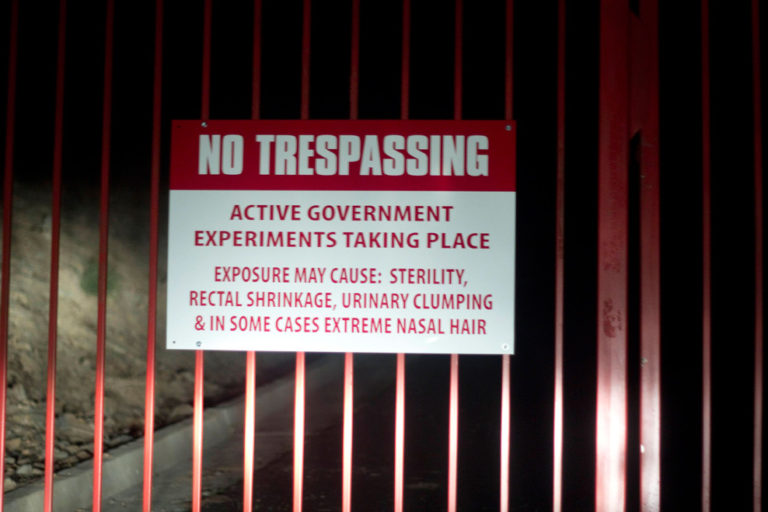 NO TRESPASSING
ACTIVE GOVERNMENT
EXPERIMENTS TAKING PLACE
EXPOSURE MAY CAUSE: STERILITY,
RECTAL SHRINKAGE, URINARY CLUMPING
& IN SOME CASES EXTREME NASAL HAIR